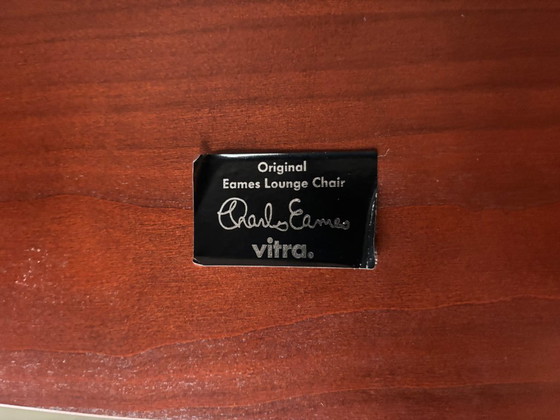 Original
Eames Lounge Chair
Charles Eames
vitra.